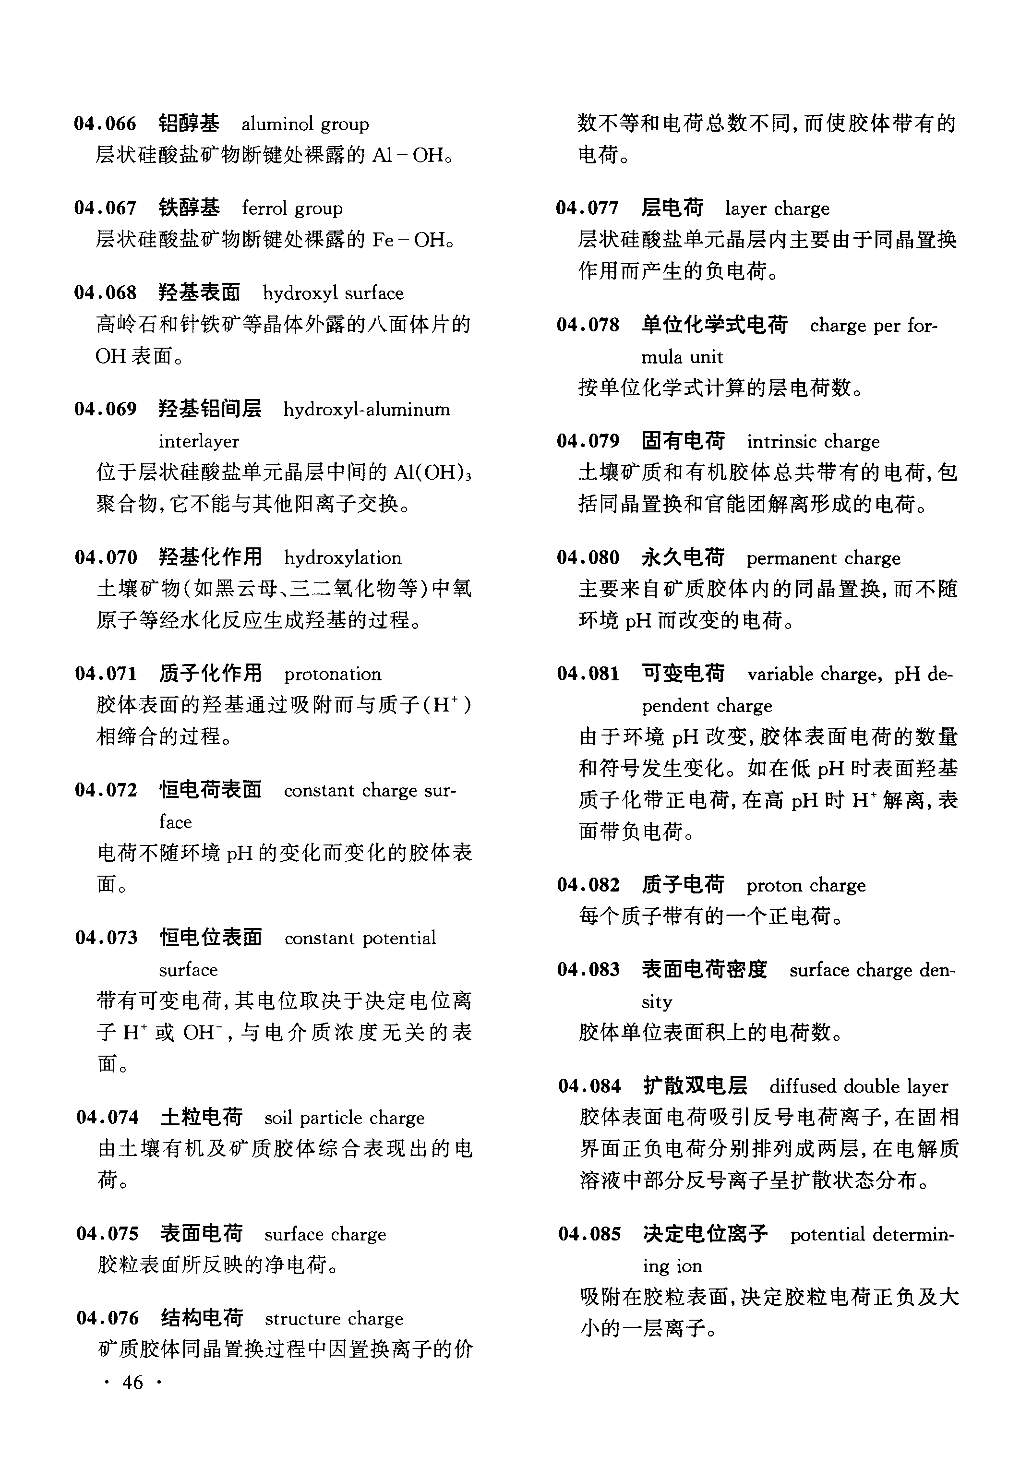 04.066 铝醇基 aluminol group
层状硅酸盐矿物断键处裸露的 Al－OH。
04.067 铁醇基 ferrol group
层状硅酸盐矿物断键处裸露的 Fe－OH。
04.068 羟基表面 hydroxyl surface
高岭石和针铁矿等晶体外露的八面体片的
OH 表面。
04.069 羟基铝间层 hydroxyl-aluminum
interlayer
位于层状硅酸盐单元晶层中间的 Al(OH)₃
聚合物,它不能与其他阳离子交换。
04.070 羟基化作用 hydroxylation
土壤矿物(如黑云母、三二氧化物等)中氧
原子等经水化反应生成羟基的过程。
04.071 质子化作用 protonation
胶体表面的羟基通过吸附而与质子(H⁺)
相缔合的过程。
04.072 恒电荷表面 constant charge sur-
face
电荷不随环境 pH 的变化而变化的胶体表
面。
04.073 恒电位表面 constant potential
surface
带有可变电荷,其电位取决于决定电位离
子 H⁺ 或 OH⁻,与电介质浓度无关的表
面。
04.074 土粒电荷 soil particle charge
由土壤有机及矿质胶体综合表现出的电
荷。
04.075 表面电荷 surface charge
胶粒表面所反映的净电荷。
04.076 结构电荷 structure charge
矿质胶体同晶置换过程中因置换离子的价
· 46 ·
数不等和电荷总数不同,而使胶体带有的
电荷。
04.077 层电荷 layer charge
层状硅酸盐单元晶层内主要由于同晶置换
作用而产生的负电荷。
04.078 单位化学式电荷 charge per for-
mula unit
按单位化学式计算的层电荷数。
04.079 固有电荷 intrinsic charge
土壤矿质和有机胶体总共带有的电荷,包
括同晶置换和官能团解离形成的电荷。
04.080 永久电荷 permanent charge
主要来自矿质胶体内的同晶置换,而不随
环境 pH 而改变的电荷。
04.081 可变电荷 variable charge, pH de-
pendent charge
由于环境 pH 改变,胶体表面电荷的数量
和符号发生变化。如在低 pH 时表面羟基
质子化带正电荷,在高 pH 时 H⁺ 解离,表
面带负电荷。
04.082 质子电荷 proton charge
每个质子带有的一个正电荷。
04.083 表面电荷密度 surface charge den-
sity
胶体单位表面积上的电荷数。
04.084 扩散双电层 diffused double layer
胶体表面电荷吸引反号电荷离子,在固相
界面正负电荷分别排列成两层,在电解质
溶液中部分反号离子呈扩散状态分布。
04.085 决定电位离子 potential determin-
ing ion
吸附在胶粒表面,决定胶粒电荷正负及大
小的一层离子。